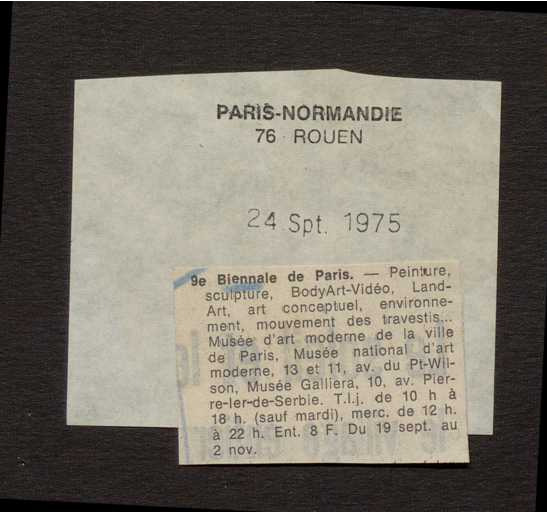 PARIS-NORMANDIE
76 ROUEN
24 Spt. 1975
9e Biennale de Paris. — Peinture,
sculpture, BodyArt-Vidéo, Land-
Art, art conceptuel, environne-
ment, mouvement des travestis...
Musée d'art moderne de la ville
de Paris, Musée national d'art
moderne, 13 et 11, av. du Pt-Wil-
son, Musée Galliera, 10, av. Pier-
re-Ier-de-Serbie. T.l.j. de 10 h à
18 h. (sauf mardi), merc. de 12 h.
à 22 h. Ent. 8 F. Du 19 sept. au
2 nov.